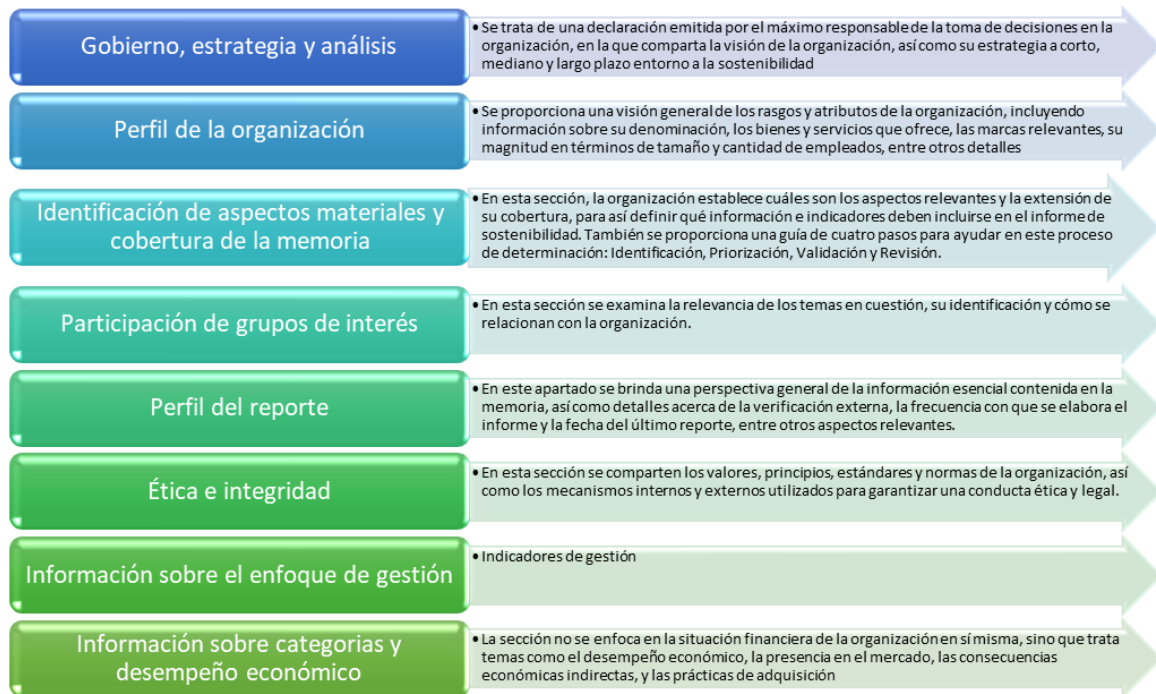 Gobierno, estrategia y análisis
• Se trata de una declaración emitida por el máximo responsable de la toma de decisiones en la
organización, en la que comparta la visión de la organización, así como su estrategia a corto,
mediano y largo plazo entorno a la sostenibilidad
Perfil de la organización
• Se proporciona una visión general de los rasgos y atributos de la organización, incluyendo
información sobre su denominación, los bienes y servicios que ofrece, las marcas relevantes, su
magnitud en términos de tamaño y cantidad de empleados, entre otros detalles
Identificación de aspectos materiales y
cobertura de la memoria
• En esta sección, la organización establece cuáles son los aspectos relevantes y la extensión de
su cobertura, para así definir qué información e indicadores deben incluirse en el informe de
sostenibilidad. También se proporciona una guía de cuatro pasos para ayudar en este proceso
de determinación: Identificación, Priorización, Validación y Revisión.
Participación de grupos de interés
• En esta sección se examina la relevancia de los temas en cuestión, su identificación y cómo se
relacionan con la organización.
Perfil del reporte
• En este apartado se brinda una perspectiva general de la información esencial contenida en la
memoria, así como detalles acerca de la verificación externa, la frecuencia con que se elabora el
informe y la fecha del último reporte, entre otros aspectos relevantes.
Ética e integridad
• En esta sección se comparten los valores, principios, estándares y normas de la organización, así
como los mecanismos internos y externos utilizados para garantizar una conducta ética y legal.
Información sobre el enfoque de gestión
• Indicadores de gestión
Información sobre categorias y
desempeño económico
• La sección no se enfoca en la situación financiera de la organización en sí misma, sino que trata
temas como el desempeño económico, la presencia en el mercado, las consecuencias
económicas indirectas, y las prácticas de adquisición